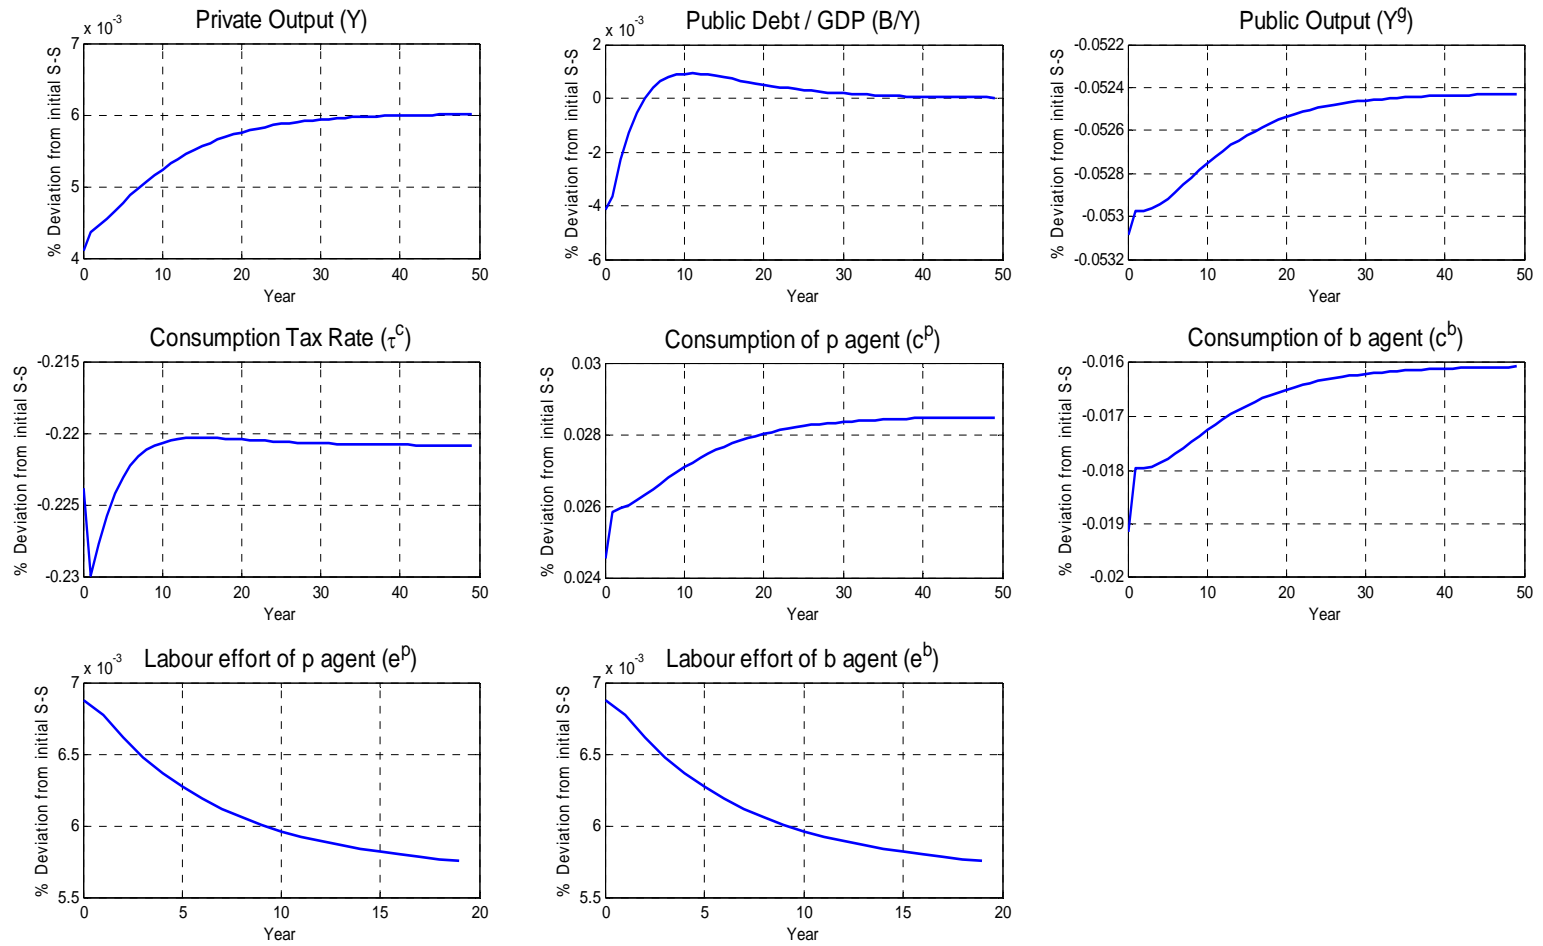 Private Output (Y)
x 10^-3
% Deviation from initial S-S
7
6
5
4
0 10 20 30 40 50
Year
Public Debt / GDP (B/Y)
x 10^-3
% Deviation from initial S-S
2
0
-2
-4
-6
0 10 20 30 40 50
Year
Public Output (Y^g)
% Deviation from initial S-S
-0.0522
-0.0524
-0.0526
-0.0528
-0.053
-0.0532
0 10 20 30 40 50
Year
Consumption Tax Rate (τ^c)
% Deviation from initial S-S
-0.215
-0.22
-0.225
-0.23
0 10 20 30 40 50
Year
Consumption of p agent (c^p)
% Deviation from initial S-S
0.03
0.028
0.026
0.024
0 10 20 30 40 50
Year
Consumption of b agent (c^b)
% Deviation from initial S-S
-0.016
-0.017
-0.018
-0.019
-0.02
0 10 20 30 40 50
Year
Labour effort of p agent (e^p)
x 10^-3
% Deviation from initial S-S
7
6.5
6
5.5
0 5 10 15 20
Year
Labour effort of b agent (e^b)
x 10^-3
% Deviation from initial S-S
7
6.5
6
5.5
0 5 10 15 20
Year